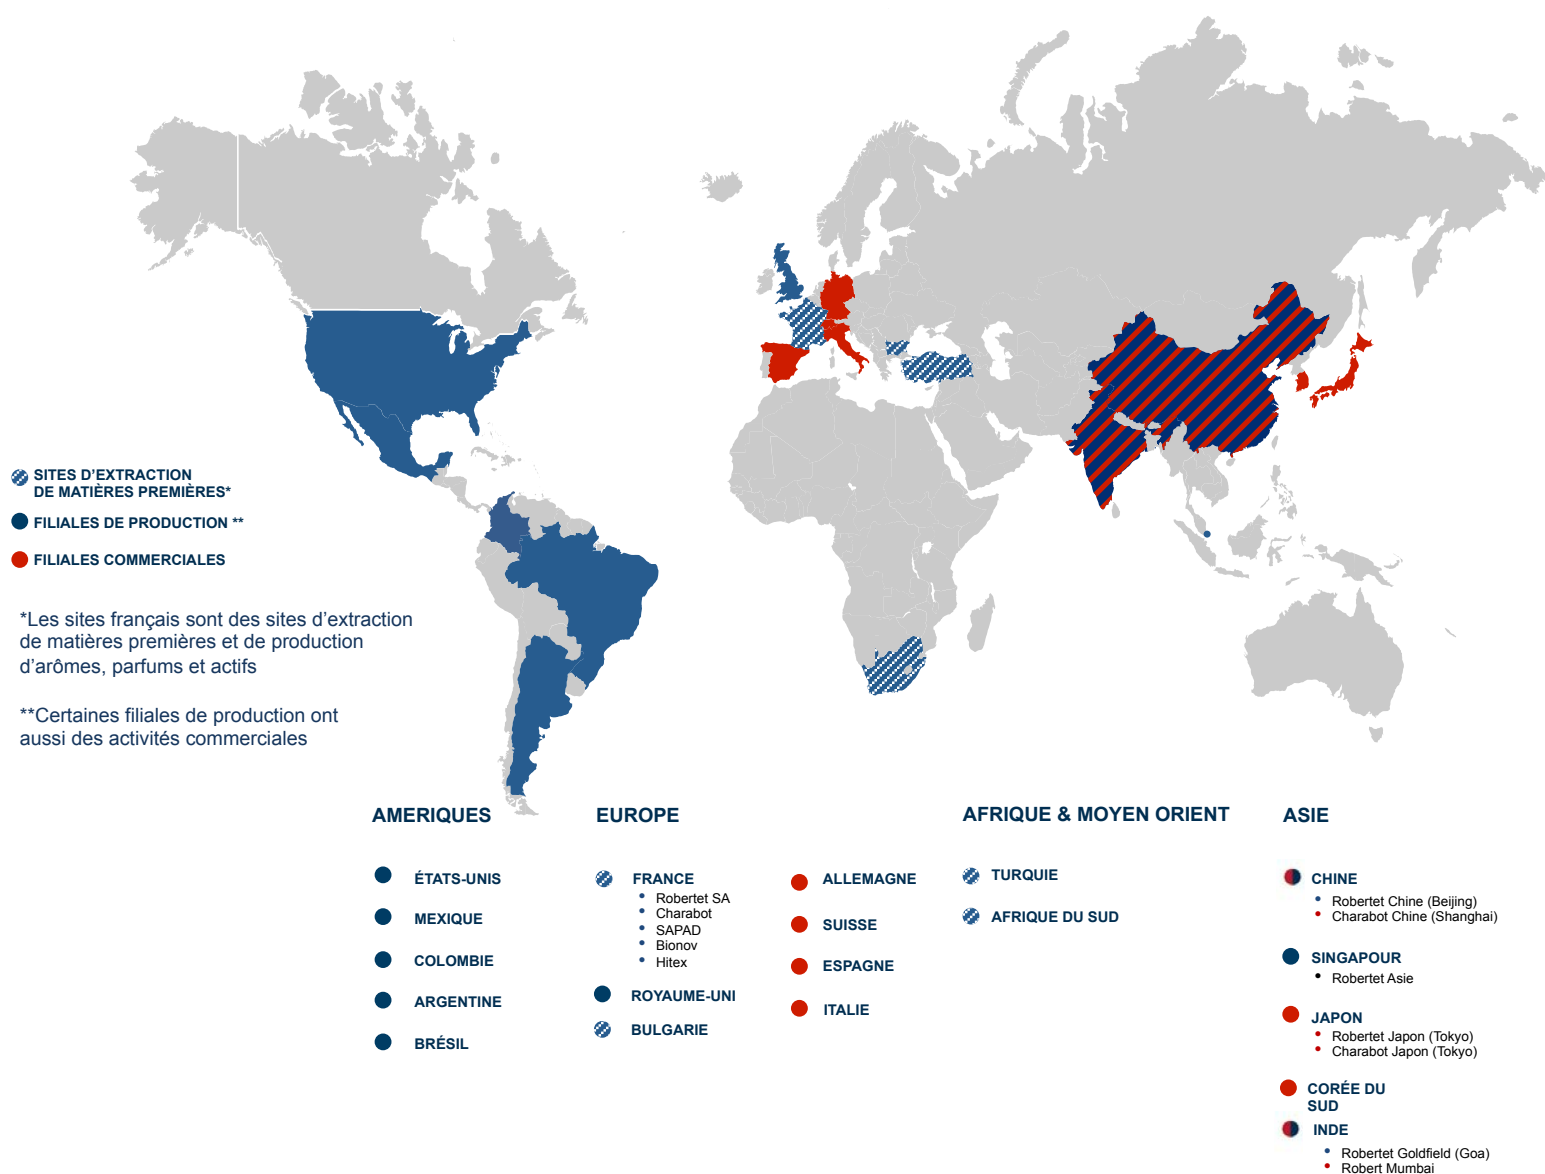 SITES D'EXTRACTION
DE MATIÈRES PREMIÈRES*
FILIALES DE PRODUCTION **
FILIALES COMMERCIALES
*Les sites français sont des sites d'extraction
de matières premières et de production
d'arômes, parfums et actifs
**Certaines filiales de production ont
aussi des activités commerciales
AMERIQUES
ÉTATS-UNIS
MEXIQUE
COLOMBIE
ARGENTINE
BRÉSIL
EUROPE
FRANCE
• Robertet SA
• Charabot
• SAPAD
• Bionov
• Hitex
ROYAUME-UNI
BULGARIE
ALLEMAGNE
SUISSE
ESPAGNE
ITALIE
AFRIQUE & MOYEN ORIENT
TURQUIE
AFRIQUE DU SUD
ASIE
CHINE
• Robertet Chine (Beijing)
• Charabot Chine (Shanghai)
SINGAPOUR
• Robertet Asie
JAPON
• Robertet Japon (Tokyo)
• Charabot Japon (Tokyo)
CORÉE DU
SUD
INDE
• Robertet Goldfield (Goa)
• Robert Mumbai